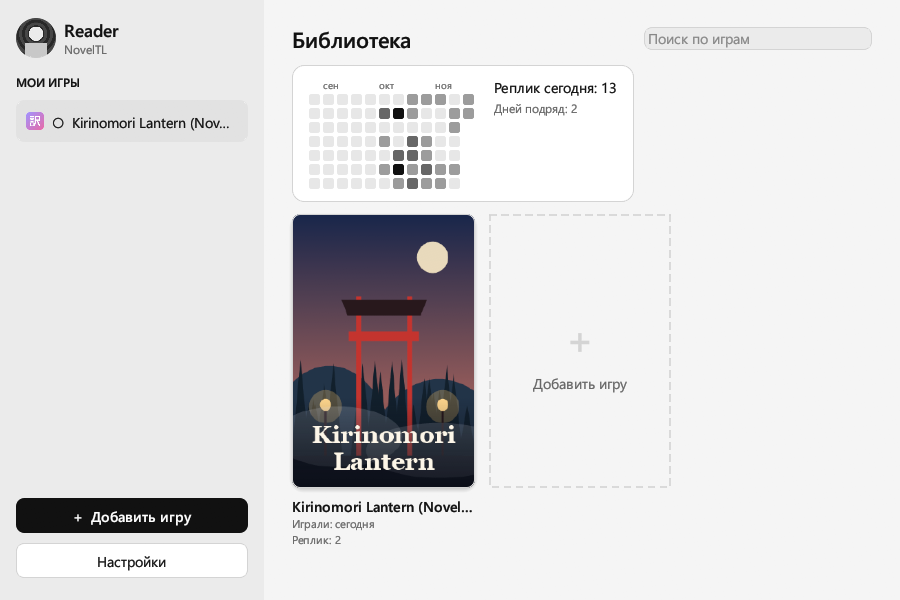 Reader
NovelTL
МОИ ИГРЫ
訳
Kirinomori Lantern (Nov...
+ Добавить игру
Настройки
Библиотека
Поиск по играм
сен окт ноя
Реплик сегодня: 13
Дней подряд: 2
Kirinomori
Lantern
Kirinomori Lantern (Novel...
Играли: сегодня
Реплик: 2
+
Добавить игру